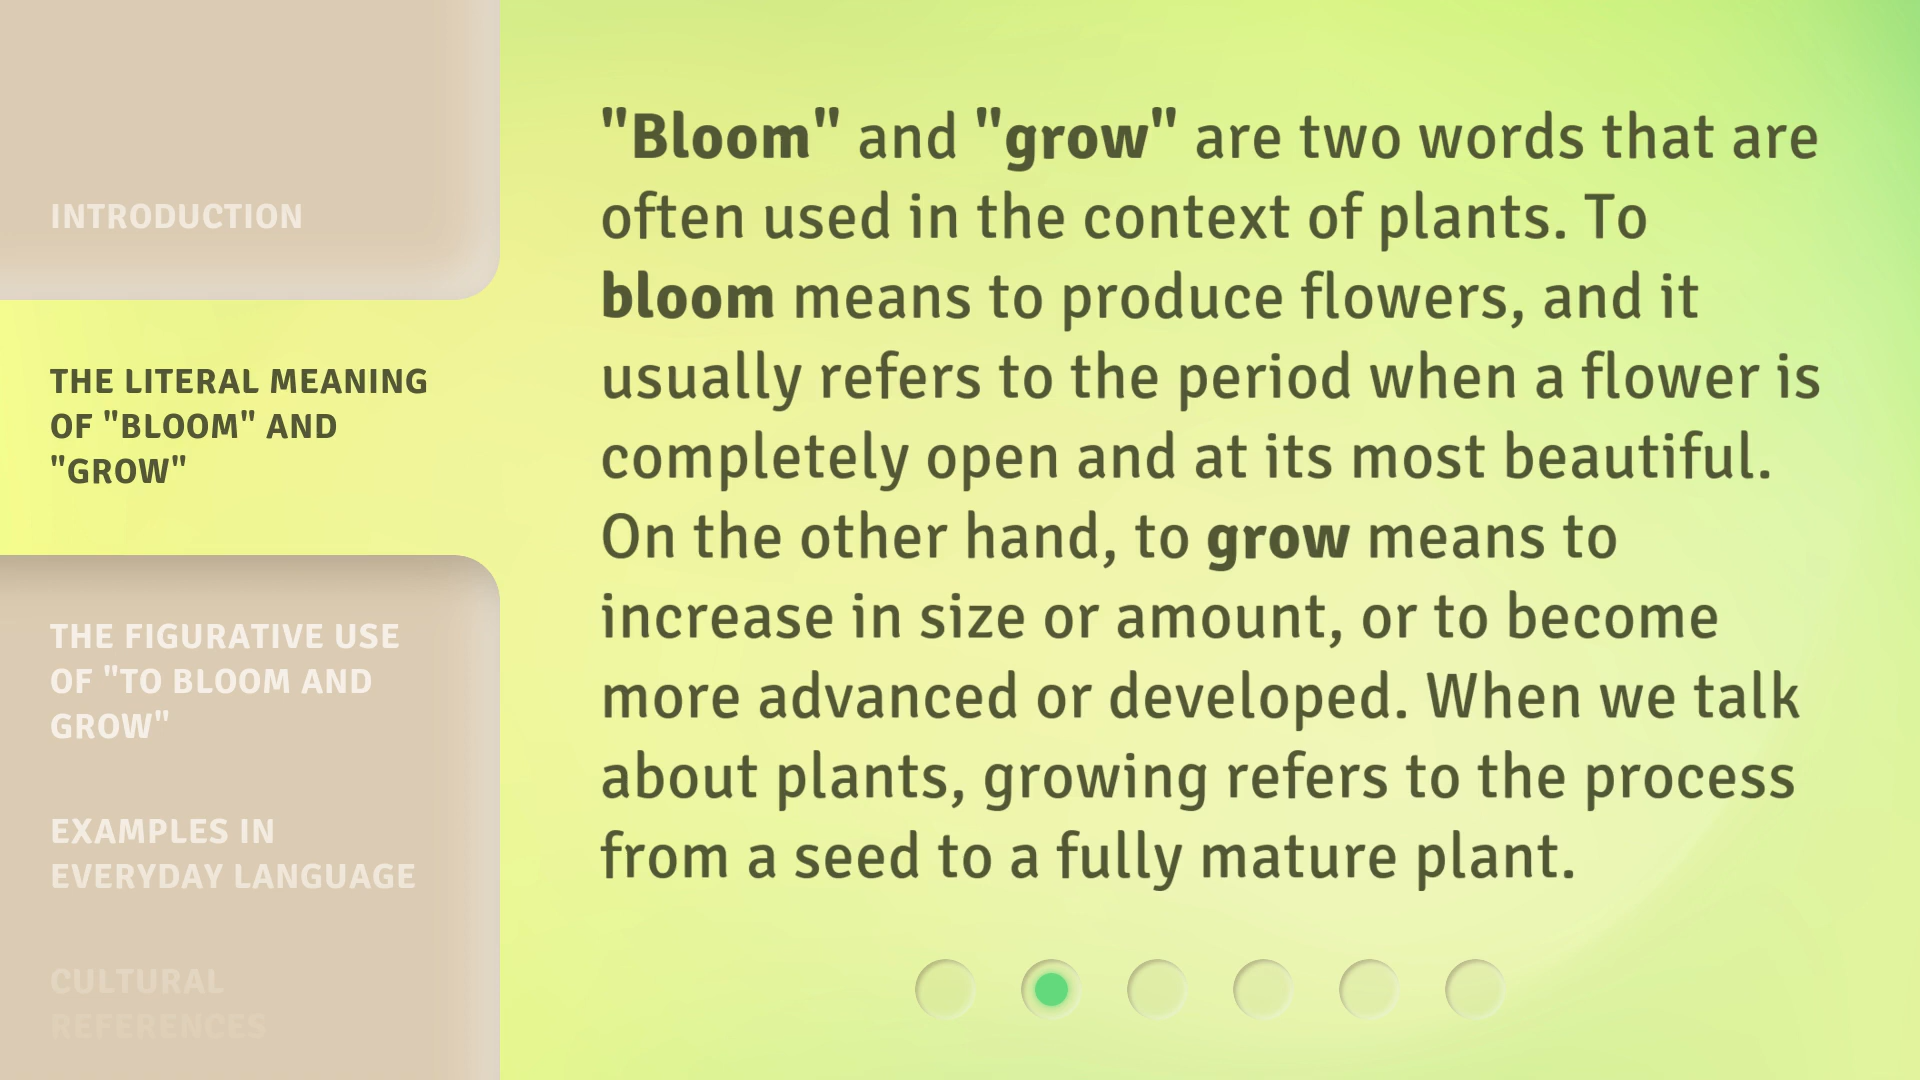 INTRODUCTION
THE LITERAL MEANING
OF "BLOOM" AND
"GROW"
THE FIGURATIVE USE
OF "TO BLOOM AND
GROW"
EXAMPLES IN
EVERYDAY LANGUAGE
CULTURAL
REFERENCES
"Bloom" and "grow" are two words that are
often used in the context of plants. To
bloom means to produce flowers, and it
usually refers to the period when a flower is
completely open and at its most beautiful.
On the other hand, to grow means to
increase in size or amount, or to become
more advanced or developed. When we talk
about plants, growing refers to the process
from a seed to a fully mature plant.